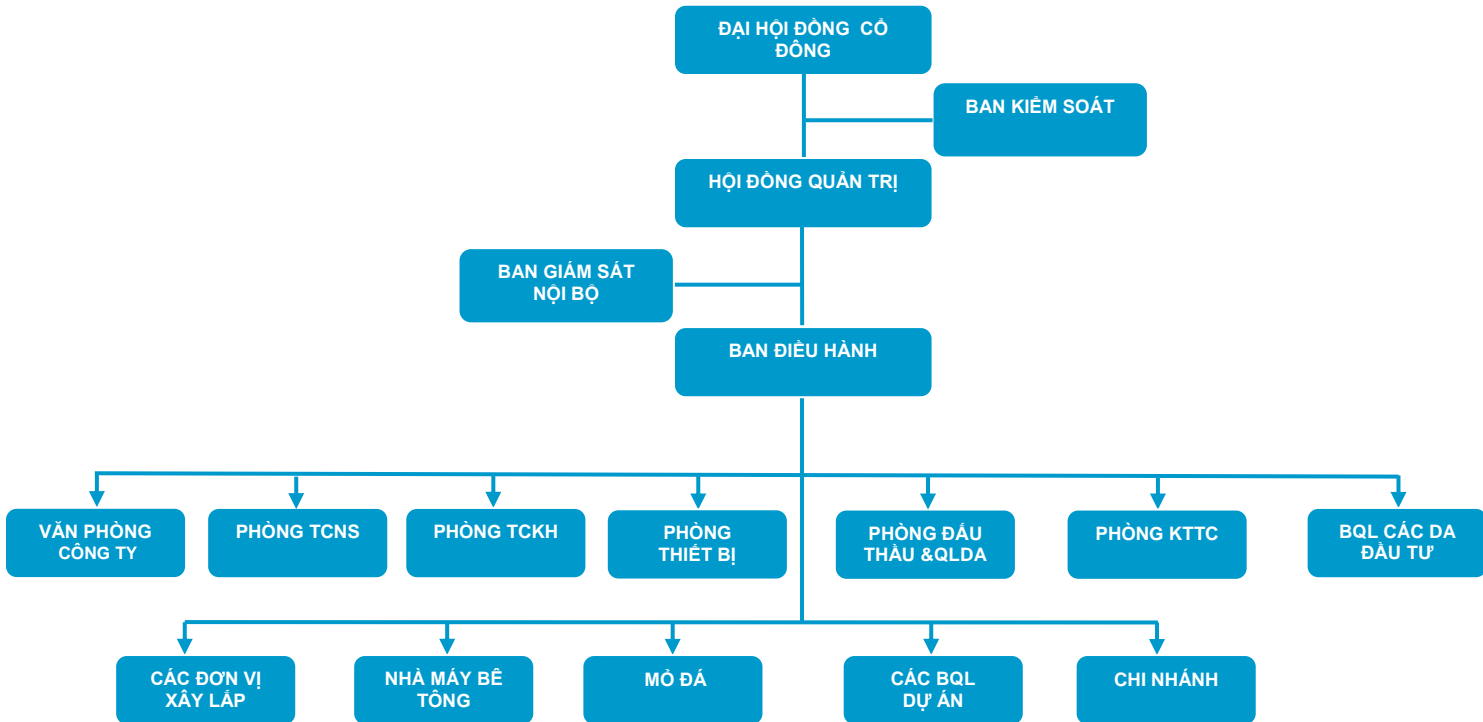 ĐẠI HỘI ĐỒNG CỔ
ĐÔNG
BAN KIỂM SOÁT
HỘI ĐỒNG QUẢN TRỊ
BAN GIÁM SÁT
NỘI BỘ
BAN ĐIỀU HÀNH
VĂN PHÒNG
CÔNG TY
PHÒNG TCNS
PHÒNG TCKH
PHÒNG
THIẾT BỊ
PHÒNG ĐẤU
THẦU &QLDA
PHÒNG KTTC
BQL CÁC DA
ĐẦU TƯ
CÁC ĐƠN VỊ
XÂY LẮP
NHÀ MÁY BÊ
TÔNG
MỎ ĐÁ
CÁC BQL
DỰ ÁN
CHI NHÁNH